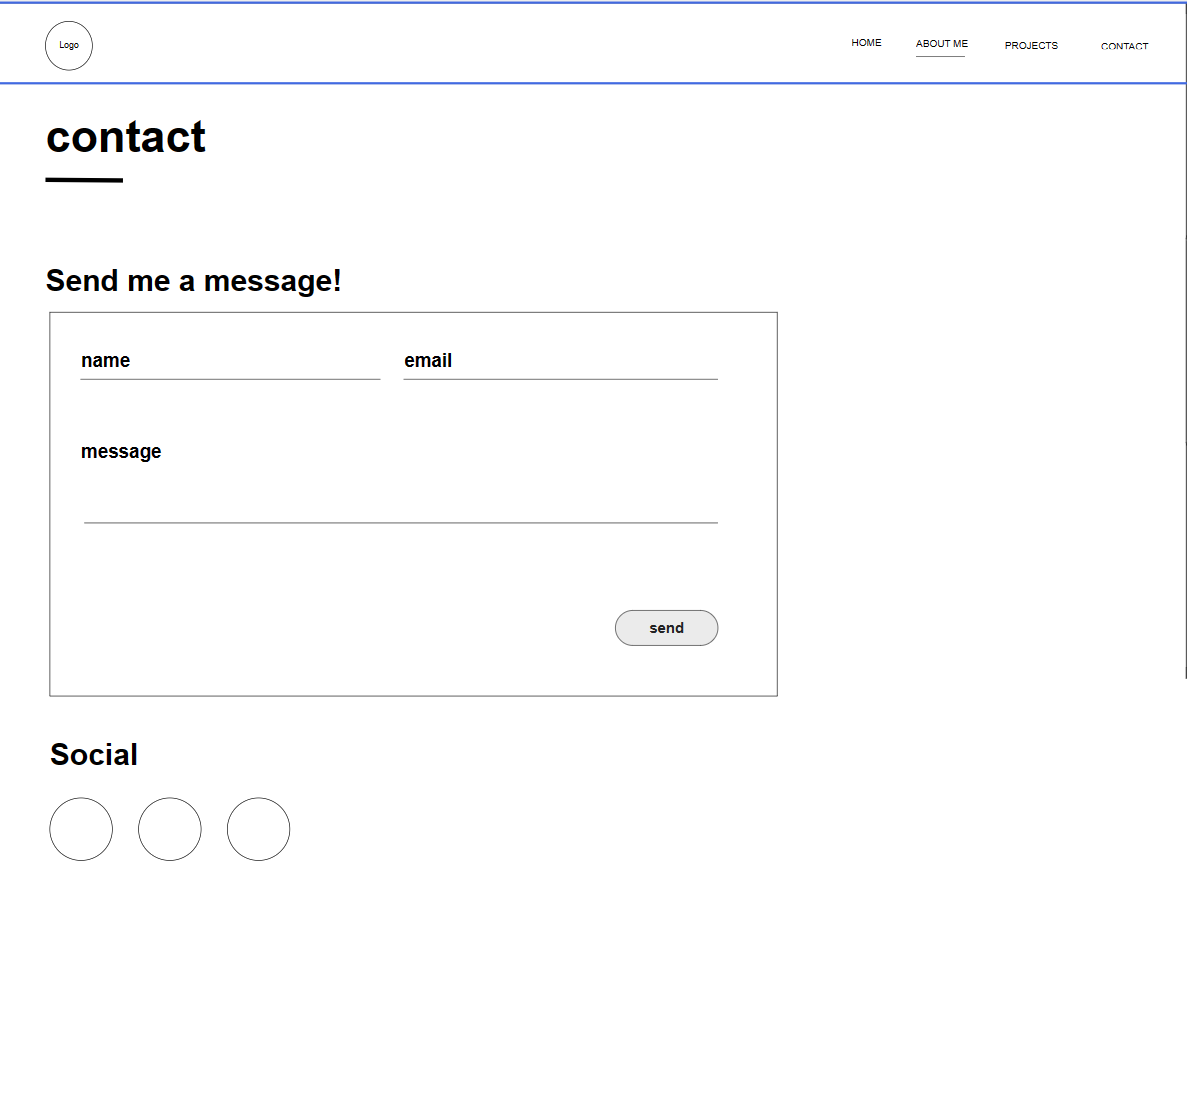 Logo
HOME ABOUT ME PROJECTS CONTACT
contact
Send me a message!
name email
message
send
Social